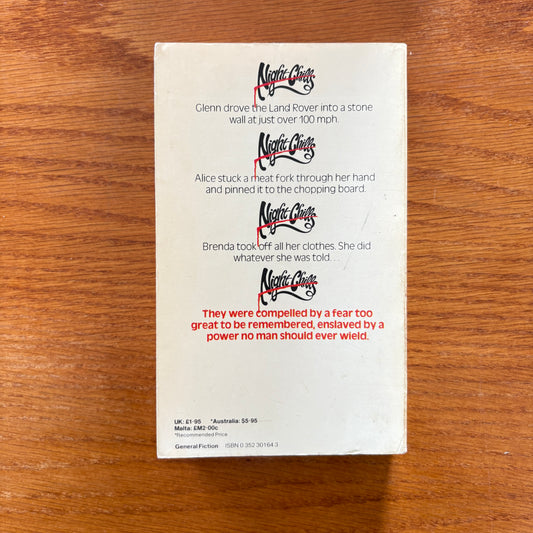 Night Chills
Glenn drove the Land Rover into a stone
wall at just over 100 mph.
Night Chills
Alice stuck a meat fork through her hand
and pinned it to the chopping board.
Night Chills
Brenda took off all her clothes. She did
whatever she was told...
Night Chills
They were compelled by a fear too
great to be remembered, enslaved by a
power no man should ever wield.
UK: £1·95 *Australia: $5·95
Malta: £M2·00c
*Recommended Price
General Fiction ISBN 0 352 30164 3